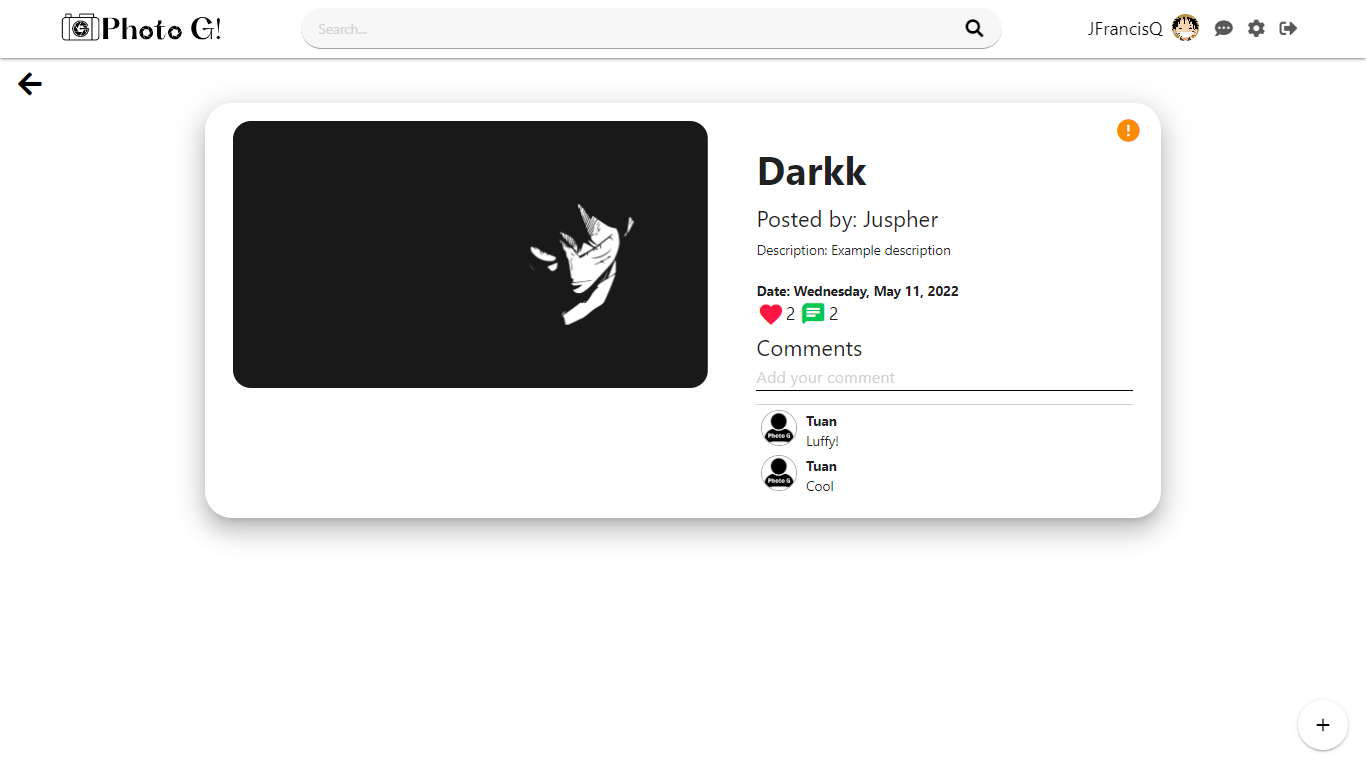 Photo G!
Search...
JFrancisQ
Darkk
Posted by: Juspher
Description: Example description
Date: Wednesday, May 11, 2022
2 2
Comments
Add your comment
Photo G
Tuan
Luffy!
Photo G
Tuan
Cool